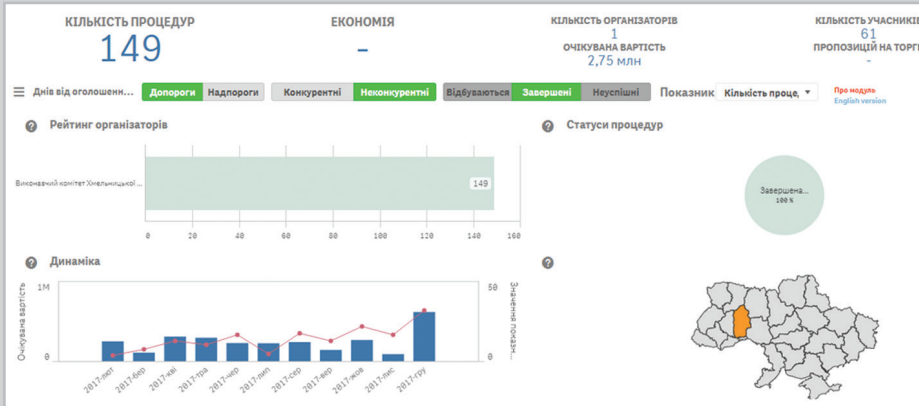 КІЛЬКІСТЬ ПРОЦЕДУР
149
ЕКОНОМІЯ
-
КІЛЬКІСТЬ ОРГАНІЗАТОРІВ
1
ОЧІКУВАНА ВАРТІСТЬ
2,75 млн
КІЛЬКІСТЬ УЧАСНИКІВ
61
ПРОПОЗИЦІЙ НА ТОРГ
-
Днів від оголошенн...
Допороги
Надпороги
Конкурентні
Неконкурентні
Відбуваються
Завершені
Неуспішні
Показник
Кількість проце,
Про модуль
English version
Рейтинг організаторів
Виконавчий комітет Хмельницької ...
149
0 20 40 60 80 100 120 140 160
Статуси процедур
Завершена...
100 %
Динаміка
Очікувана вартість
1M
0
50
0
Значення показн...
2017-лют
2017-бер
2017-кві
2017-тра
2017-чер
2017-лип
2017-сер
2017-вер
2017-жов
2017-лис
2017-гру